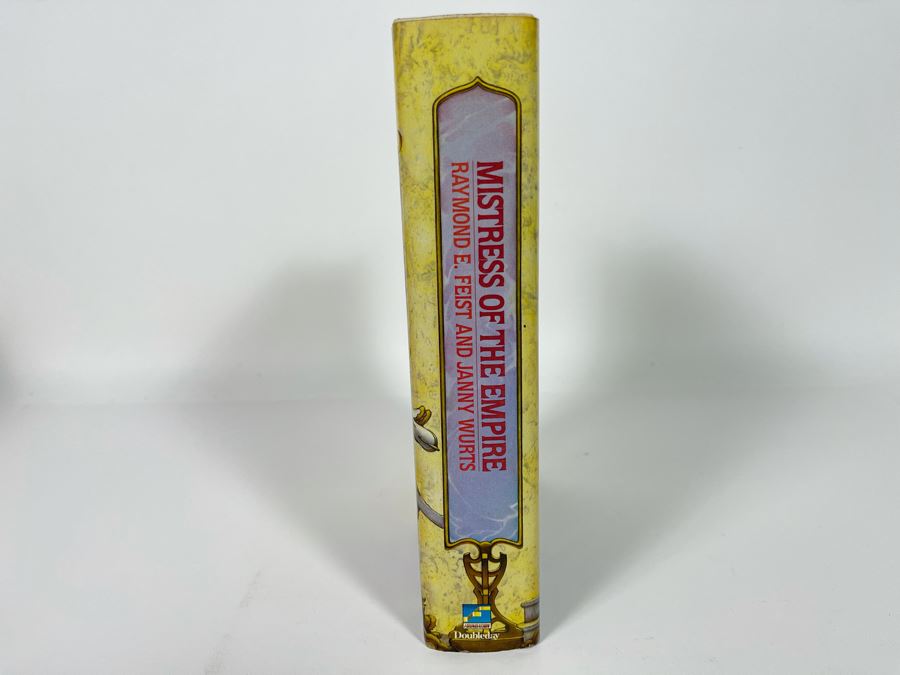 MISTRESS OF THE EMPIRE
RAYMOND E. FEIST AND JANNY WURTS
Doubleday